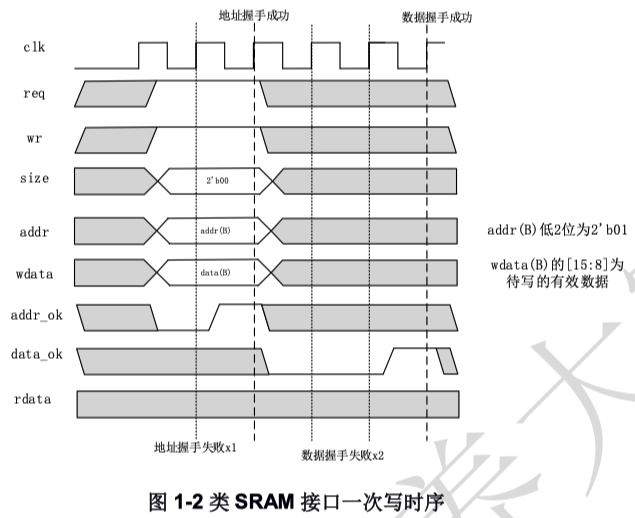 地址握手成功
数据握手成功
clk
req
wr
size
2'b00
addr
addr(B)
addr(B)低2位为2'b01
wdata
data(B)
wdata(B)的[15:8]为
待写的有效数据
addr_ok
data_ok
rdata
地址握手失败x1
数据握手失败x2
图 1-2 类 SRAM 接口一次写时序